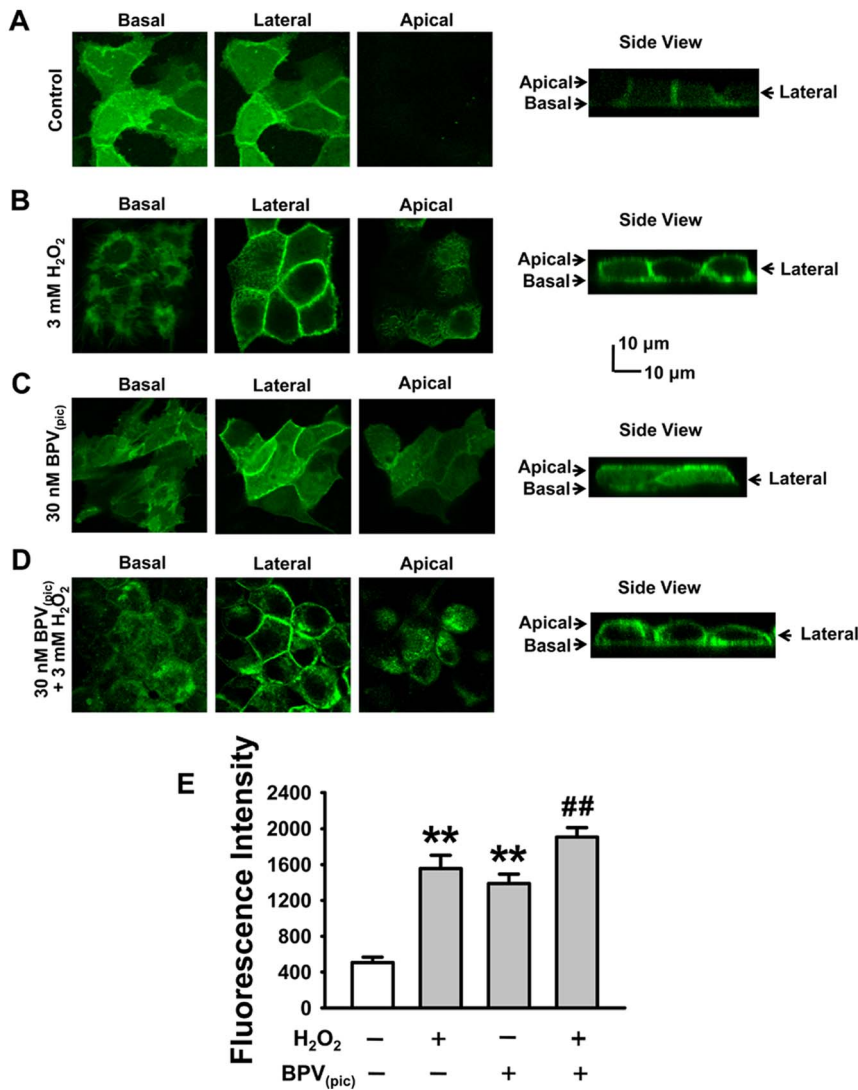 A
Basal
Lateral
Apical
Side View
Control
Apical
Basal
Lateral
B
Basal
Lateral
Apical
Side View
3 mM H₂O₂
Apical
Basal
Lateral
10 µm
10 µm
C
Basal
Lateral
Apical
Side View
30 nM BPV(pic)
Apical
Basal
Lateral
D
Basal
Lateral
Apical
Side View
30 nM BPV(pic)
+ 3 mM H₂O₂
Apical
Basal
Lateral
E
Fluorescence Intensity
2400
2000
1600
1200
800
400
0
**
**
##
H₂O₂ – + – +
BPV(pic) – – + +